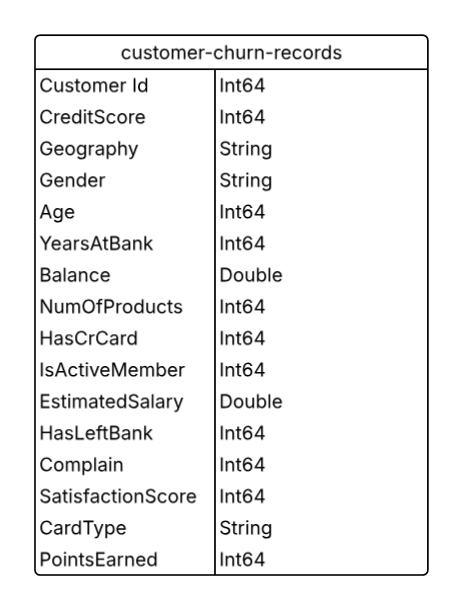 customer-churn-records
Customer Id Int64
CreditScore Int64
Geography String
Gender String
Age Int64
YearsAtBank Int64
Balance Double
NumOfProducts Int64
HasCrCard Int64
IsActiveMember Int64
EstimatedSalary Double
HasLeftBank Int64
Complain Int64
SatisfactionScore Int64
CardType String
PointsEarned Int64